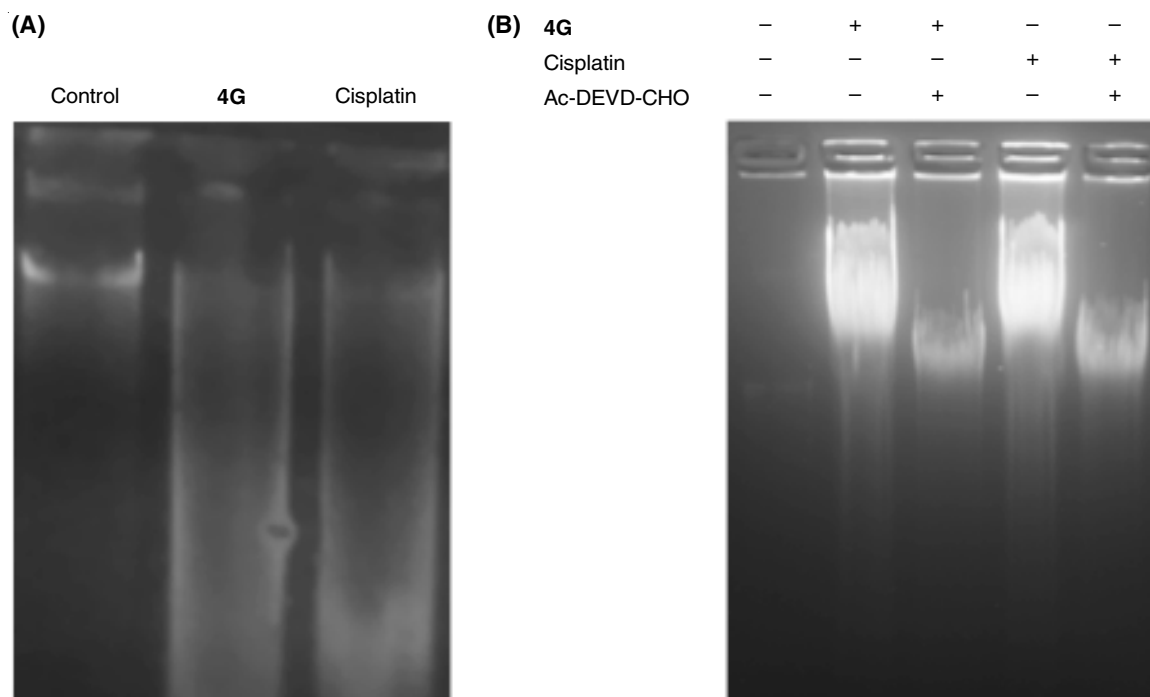 (A)
Control 4G Cisplatin
(B) 4G – + + – –
Cisplatin – – – + +
Ac-DEVD-CHO – – + – +